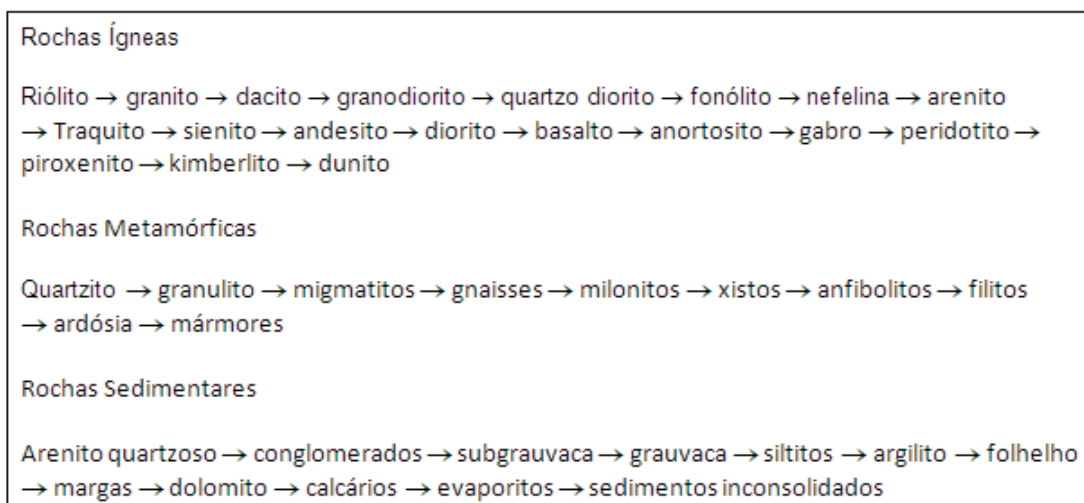 Rochas Ígneas
Riólito → granito → dacito → granodiorito → quartzo diorito → fonólito → nefelina → arenito
→ Traquito → sienito → andesito → diorito → basalto → anortosito → gabro → peridotito →
piroxenito → kimberlito → dunito
Rochas Metamórficas
Quartzito → granulito → migmatitos → gnaisses → milonitos → xistos → anfibolitos → filitos
→ ardósia → mármores
Rochas Sedimentares
Arenito quartzoso → conglomerados → subgrauvaca → grauvaca → siltitos → argilito → folhelho
→ margas → dolomito → calcários → evaporitos → sedimentos inconsolidados